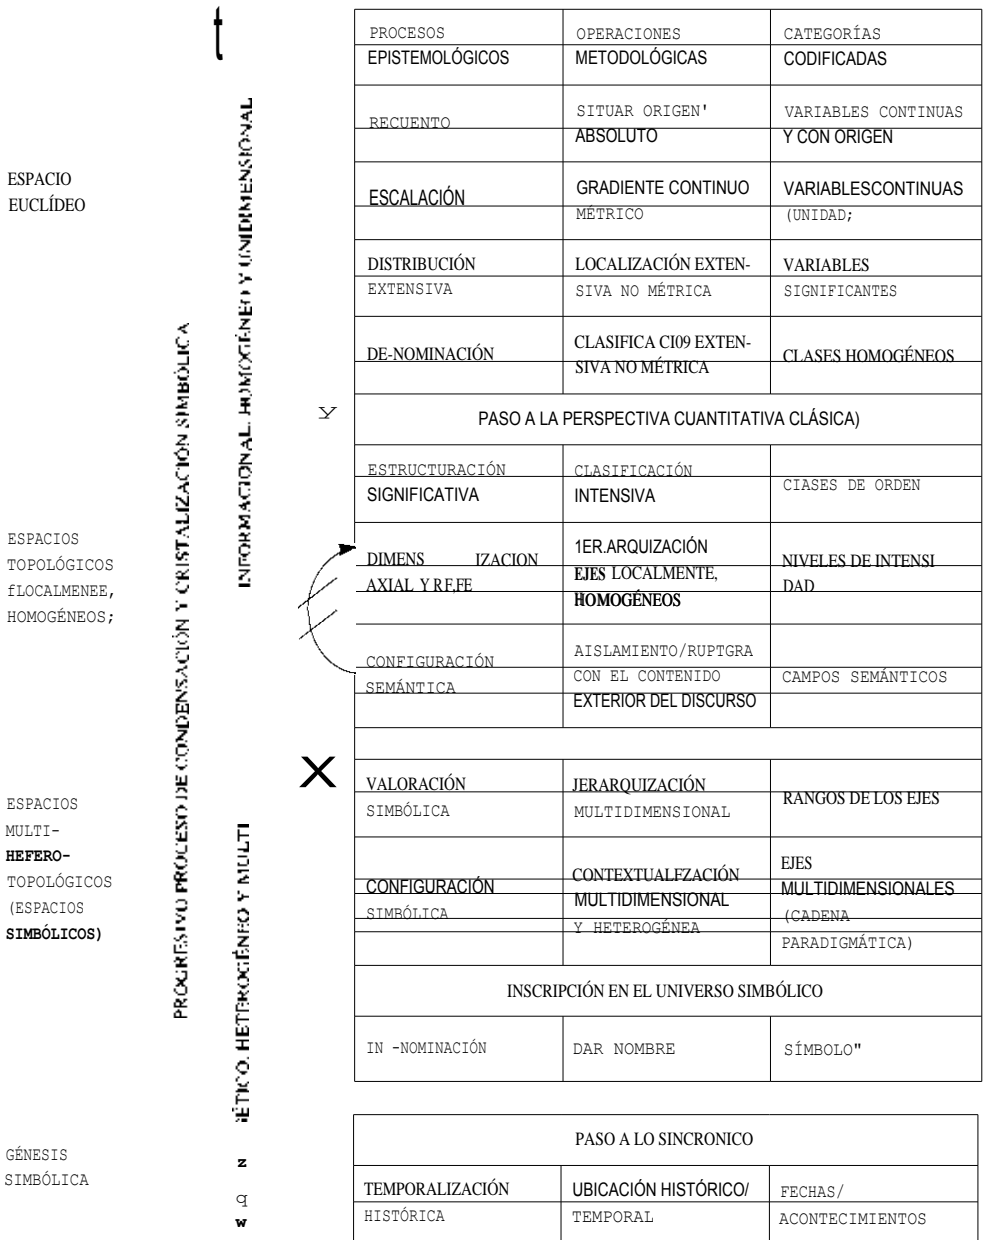 t
PROCESOS
EPISTEMOLÓGICOS
OPERACIONES
METODOLÓGICAS
CATEGORÍAS
CODIFICADAS
RECUENTO
SITUAR ORIGEN'
ABSOLUTO
VARIABLES CONTINUAS
Y CON ORIGEN
ESPACIO
EUCLÍDEO
ESCALACIÓN
GRADIENTE CONTINUO
MÉTRICO
VARIABLESCONTINUAS
(UNIDAD;
DISTRIBUCIÓN
EXTENSIVA
LOCALIZACIÓN EXTEN-
SIVA NO MÉTRICA
VARIABLES
SIGNIFICANTES
DE-NOMINACIÓN
CLASIFICA CI09 EXTEN-
SIVA NO MÉTRICA
CLASES HOMOGÉNEOS
INFORMACIONAL. HOMOGÉNEO Y UNIDIMENSIONAL
PROGRESIVO PROCESO DE CONDENSACIÓN Y CRISTALIZACIÓN SIMBÓLICA
Y
PASO A LA PERSPECTIVA CUANTITATIVA CLÁSICA)
ESTRUCTURACIÓN
SIGNIFICATIVA
CLASIFICACIÓN
INTENSIVA
CIASES DE ORDEN
ESPACIOS
TOPOLÓGICOS
fLOCALMENEE,
HOMOGÉNEOS;
DIMENS IZACION
AXIAL Y RF,FE
1ER.ARQUIZACIÓN
EJES LOCALMENTE,
HOMOGÉNEOS
NIVELES DE INTENSI
DAD
CONFIGURACIÓN
SEMÁNTICA
AISLAMIENTO/RUPTGRA
CON EL CONTENIDO
EXTERIOR DEL DISCURSO
CAMPOS SEMÁNTICOS
X
VALORACIÓN
SIMBÓLICA
JERARQUIZACIÓN
MULTIDIMENSIONAL
RANGOS DE LOS EJES
ESPACIOS
MULTI-
HEFERO-
TOPOLÓGICOS
(ESPACIOS
SIMBÓLICOS)
CONFIGURACIÓN
SIMBÓLICA
CONTEXTUALFZACIÓN
MULTIDIMENSIONAL
Y HETEROGÉNEA
EJES
MULTIDIMENSIONALES
(CADENA
PARADIGMÁTICA)
ÉTICO. HETEROGÉNEO Y MULTI
INSCRIPCIÓN EN EL UNIVERSO SIMBÓLICO
IN -NOMINACIÓN
DAR NOMBRE
SÍMBOLO"
GÉNESIS
SIMBÓLICA
z
q
w
PASO A LO SINCRONICO
TEMPORALIZACIÓN
HISTÓRICA
UBICACIÓN HISTÓRICO/
TEMPORAL
FECHAS/
ACONTECIMIENTOS